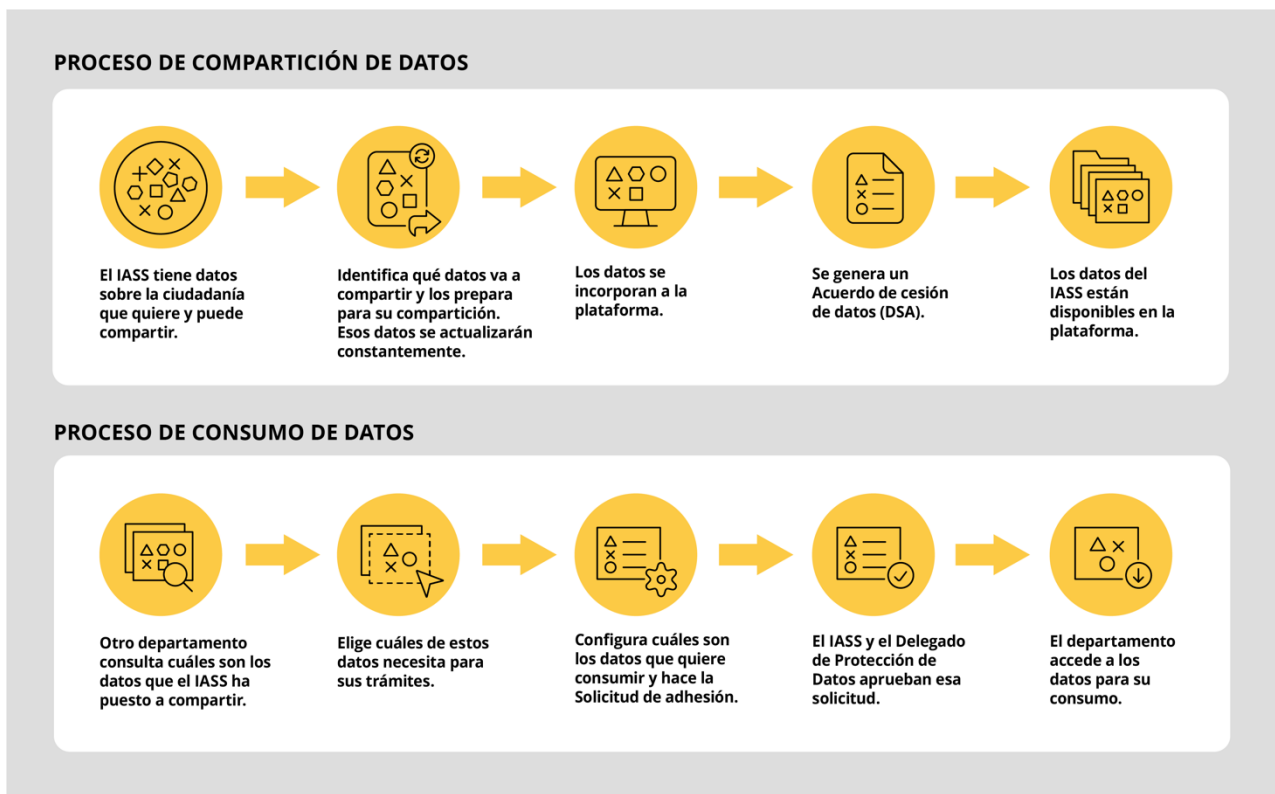 PROCESO DE COMPARTICIÓN DE DATOS
El IASS tiene datos
sobre la ciudadanía
que quiere y puede
compartir.
Identifica qué datos va a
compartir y los prepara
para su compartición.
Esos datos se actualizarán
constantemente.
Los datos se
incorporan a la
plataforma.
Se genera un
Acuerdo de cesión
de datos (DSA).
Los datos del
IASS están
disponibles en la
plataforma.
PROCESO DE CONSUMO DE DATOS
Otro departamento
consulta cuáles son los
datos que el IASS ha
puesto a compartir.
Elige cuáles de estos
datos necesita para
sus trámites.
Configura cuáles son
los datos que quiere
consumir y hace la
Solicitud de adhesión.
El IASS y el Delegado
de Protección de
Datos aprueban esa
solicitud.
El departamento
accede a los
datos para su
consumo.